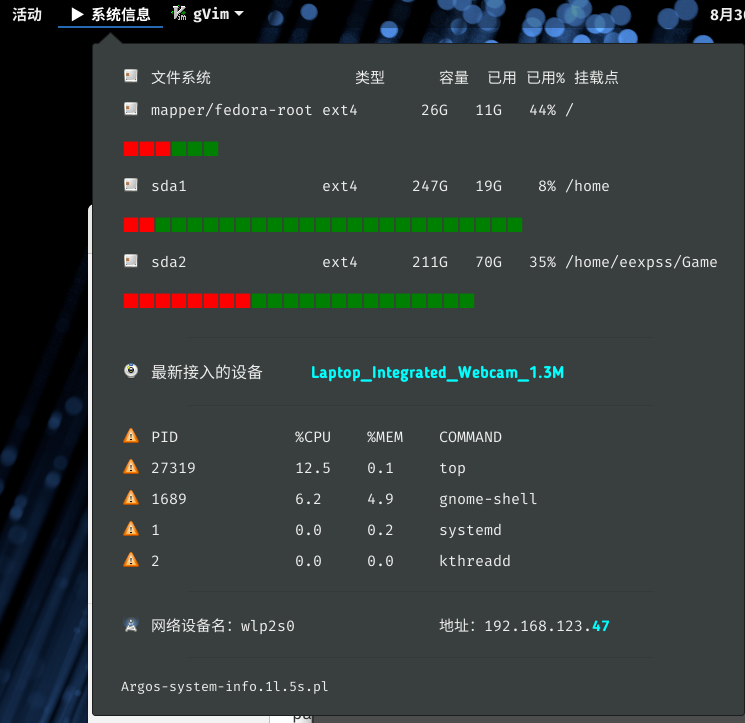 活动 ▶ 系统信息 gVim 8月30
文件系统 类型 容量 已用 已用% 挂载点
mapper/fedora-root ext4 26G 11G 44% /
sda1 ext4 247G 19G 8% /home
sda2 ext4 211G 70G 35% /home/eexpss/Game
最新接入的设备 Laptop_Integrated_Webcam_1.3M
PID %CPU %MEM COMMAND
27319 12.5 0.1 top
1689 6.2 4.9 gnome-shell
1 0.0 0.2 systemd
2 0.0 0.0 kthreadd
网络设备名：wlp2s0 地址：192.168.123.47
Argos-system-info.1l.5s.pl